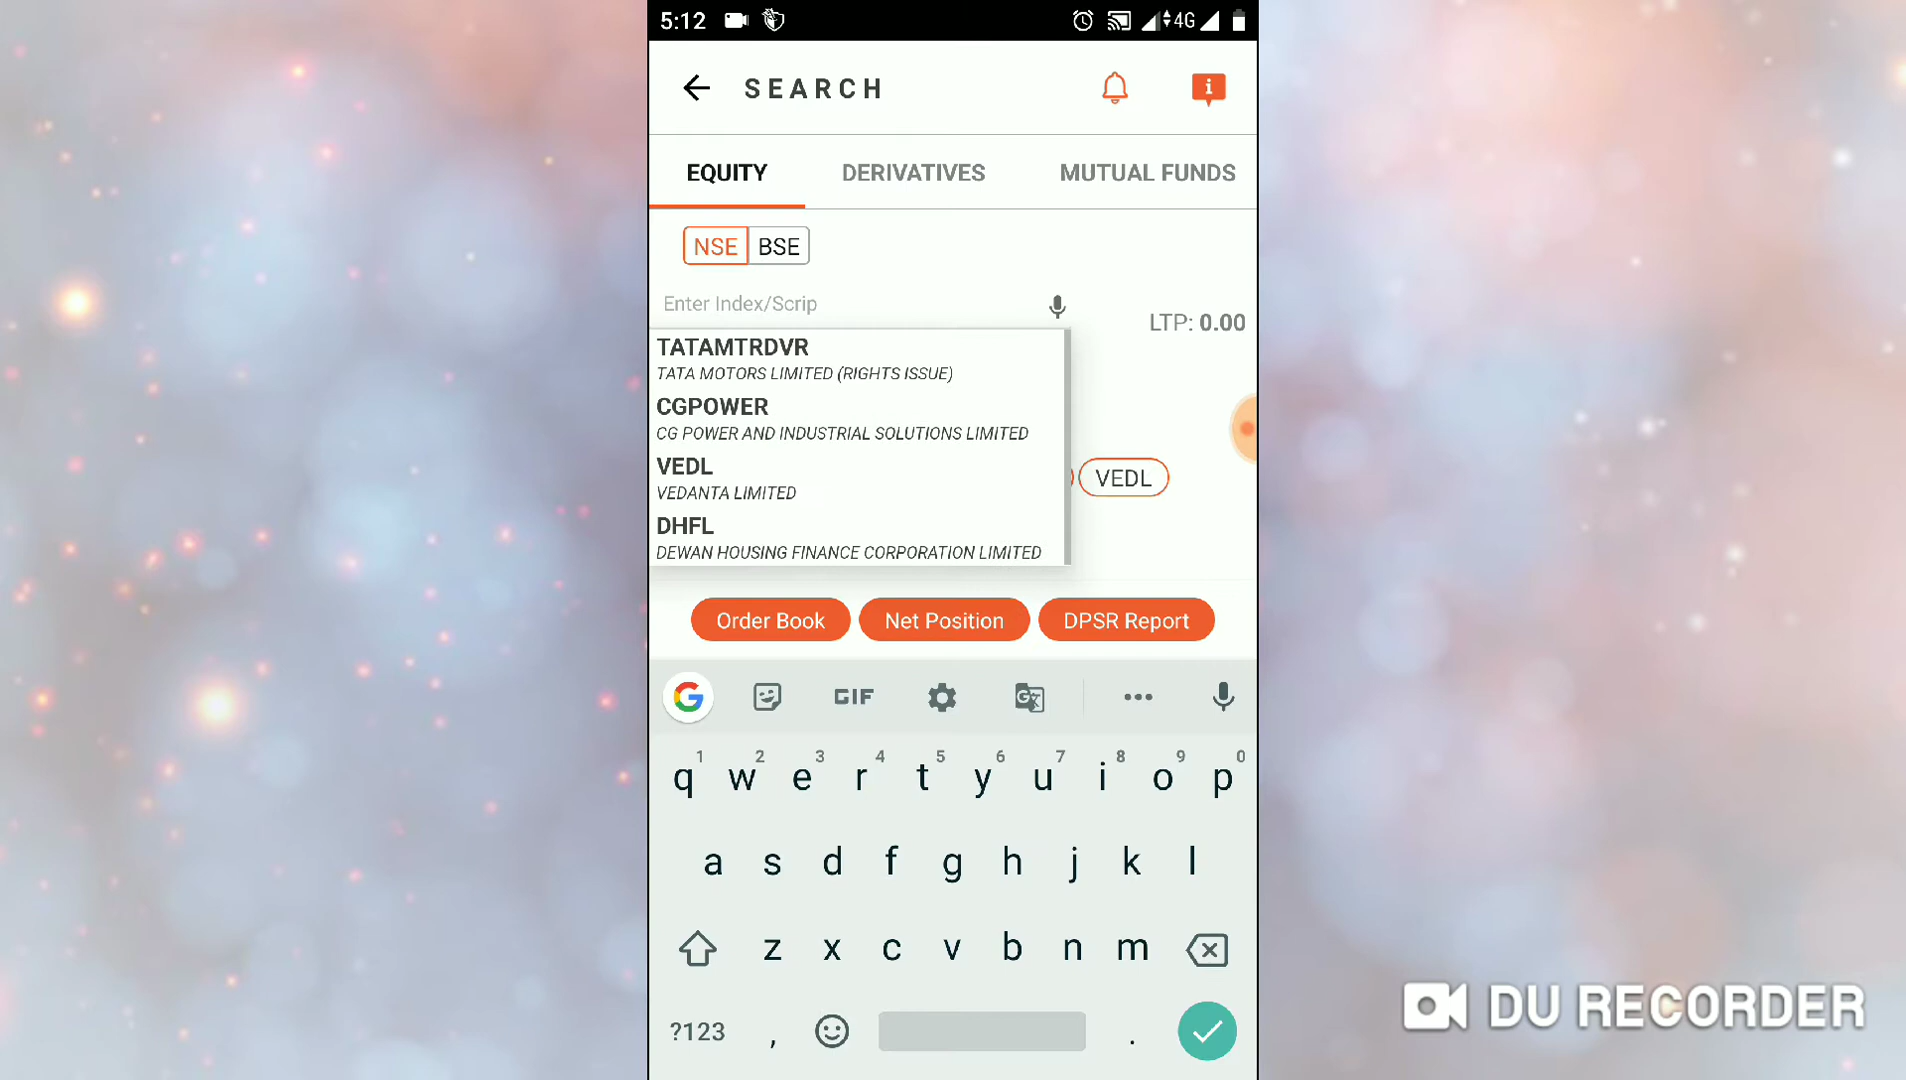 5:12 4G
SEARCH
EQUITY DERIVATIVES MUTUAL FUNDS
NSE BSE
Enter Index/Scrip
LTP: 0.00
TATAMTRDVR
TATA MOTORS LIMITED (RIGHTS ISSUE)
CGPOWER
CG POWER AND INDUSTRIAL SOLUTIONS LIMITED
VEDL
VEDANTA LIMITED
VEDL
DHFL
DEWAN HOUSING FINANCE CORPORATION LIMITED
Order Book Net Position DPSR Report
G GIF G
1 2 3 4 5 6 7 8 9 0
q w e r t y u i o p
a s d f g h j k l
z x c v b n m
?123 , .
DU RECORDER